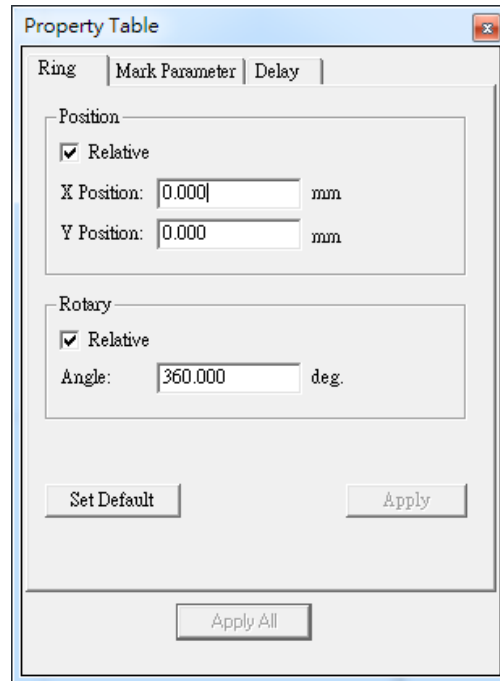 Property Table
Ring Mark Parameter Delay
Position
Relative
X Position: 0.000 mm
Y Position: 0.000 mm
Rotary
Relative
Angle: 360.000 deg.
Set Default Apply
Apply All